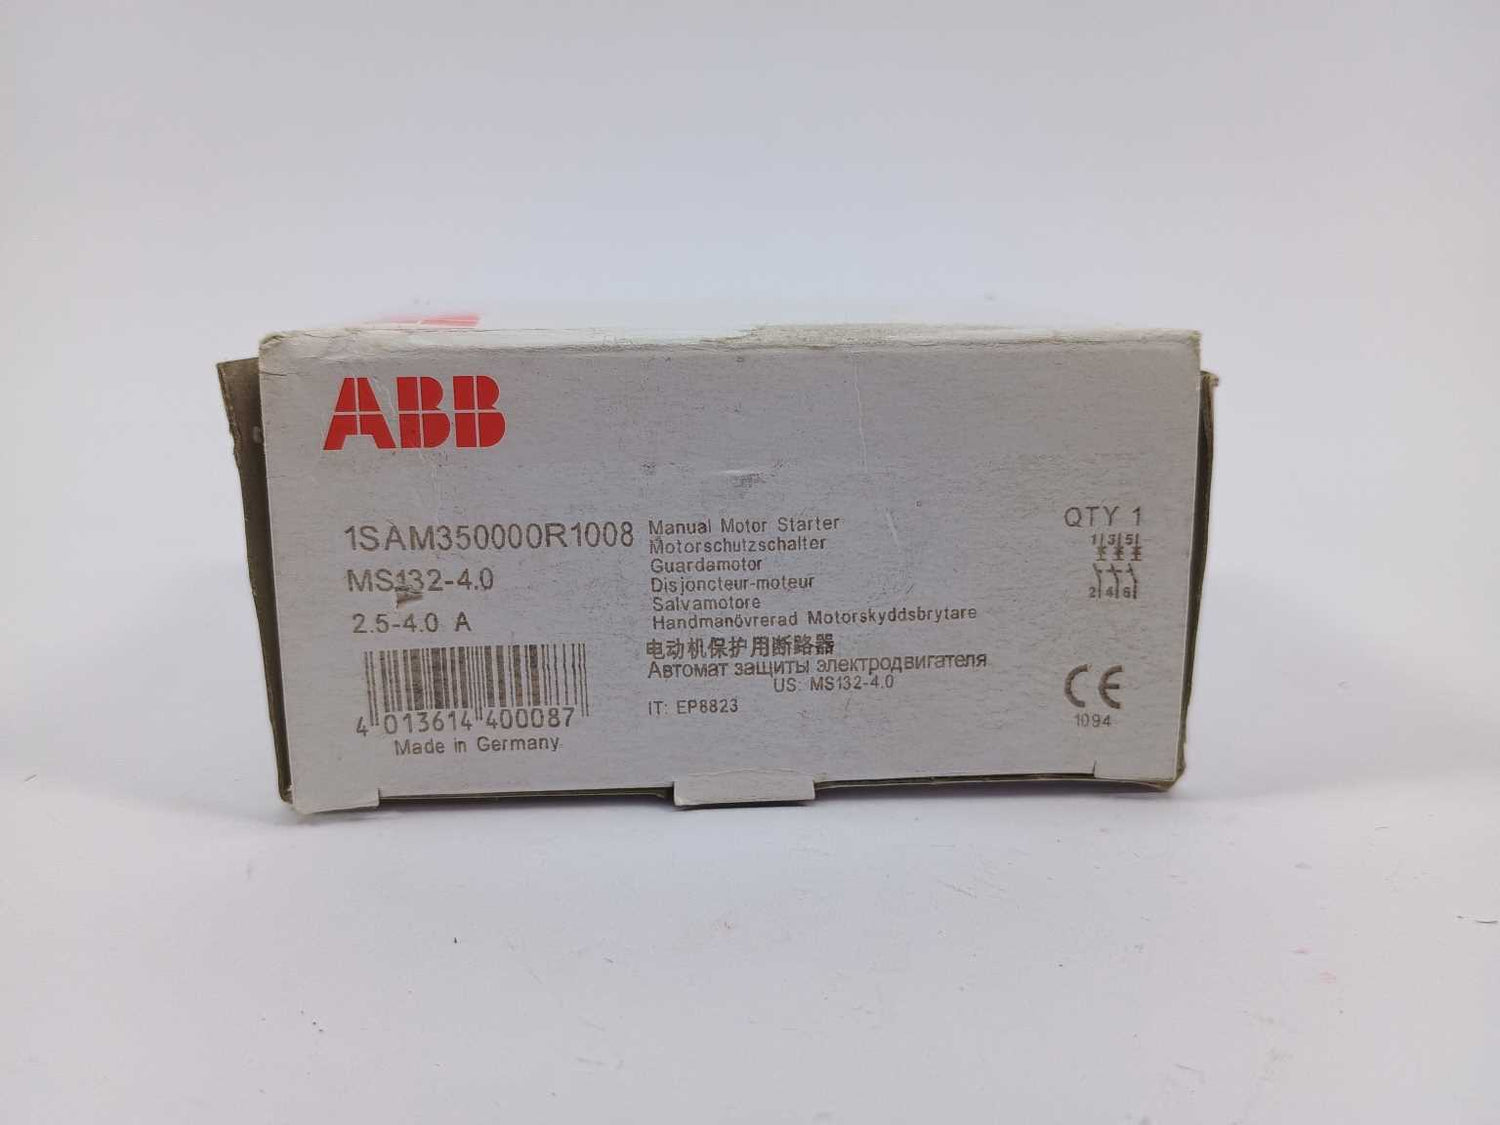 ABB
1SAM350000R1008
MS132-4.0
2.5-4.0 A
4 013614 400087
Made in Germany
Manual Motor Starter
Motorschutzschalter
Guardamotor
Disjoncteur-moteur
Salvamotore
Handmanövrerad Motorskyddsbrytare
电动机保护用断路器
Автомат защиты электродвигателя
US: MS132-4.0
IT: EP8823
QTY 1
1 3 5
2 4 6
CE
1094